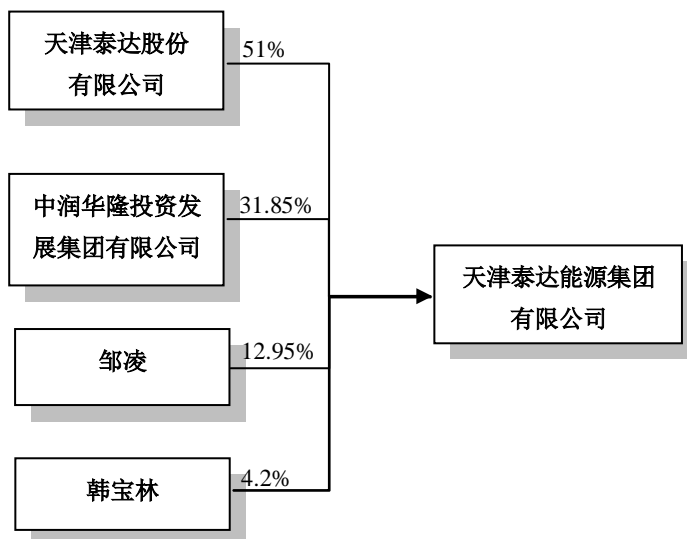 天津泰达股份
有限公司
51%
中润华隆投资发
展集团有限公司
31.85%
天津泰达能源集团
有限公司
邹凌
12.95%
韩宝林
4.2%